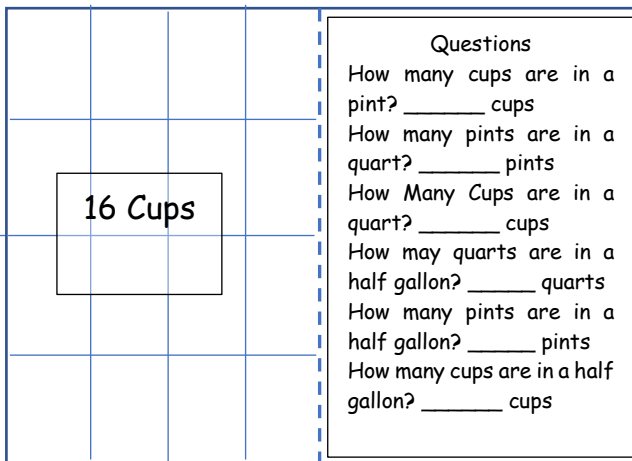 16 Cups
Questions
How many cups are in a
pint? ______ cups
How many pints are in a
quart? ______ pints
How Many Cups are in a
quart? ______ cups
How may quarts are in a
half gallon? _____ quarts
How many pints are in a
half gallon? _____ pints
How many cups are in a half
gallon? ______ cups